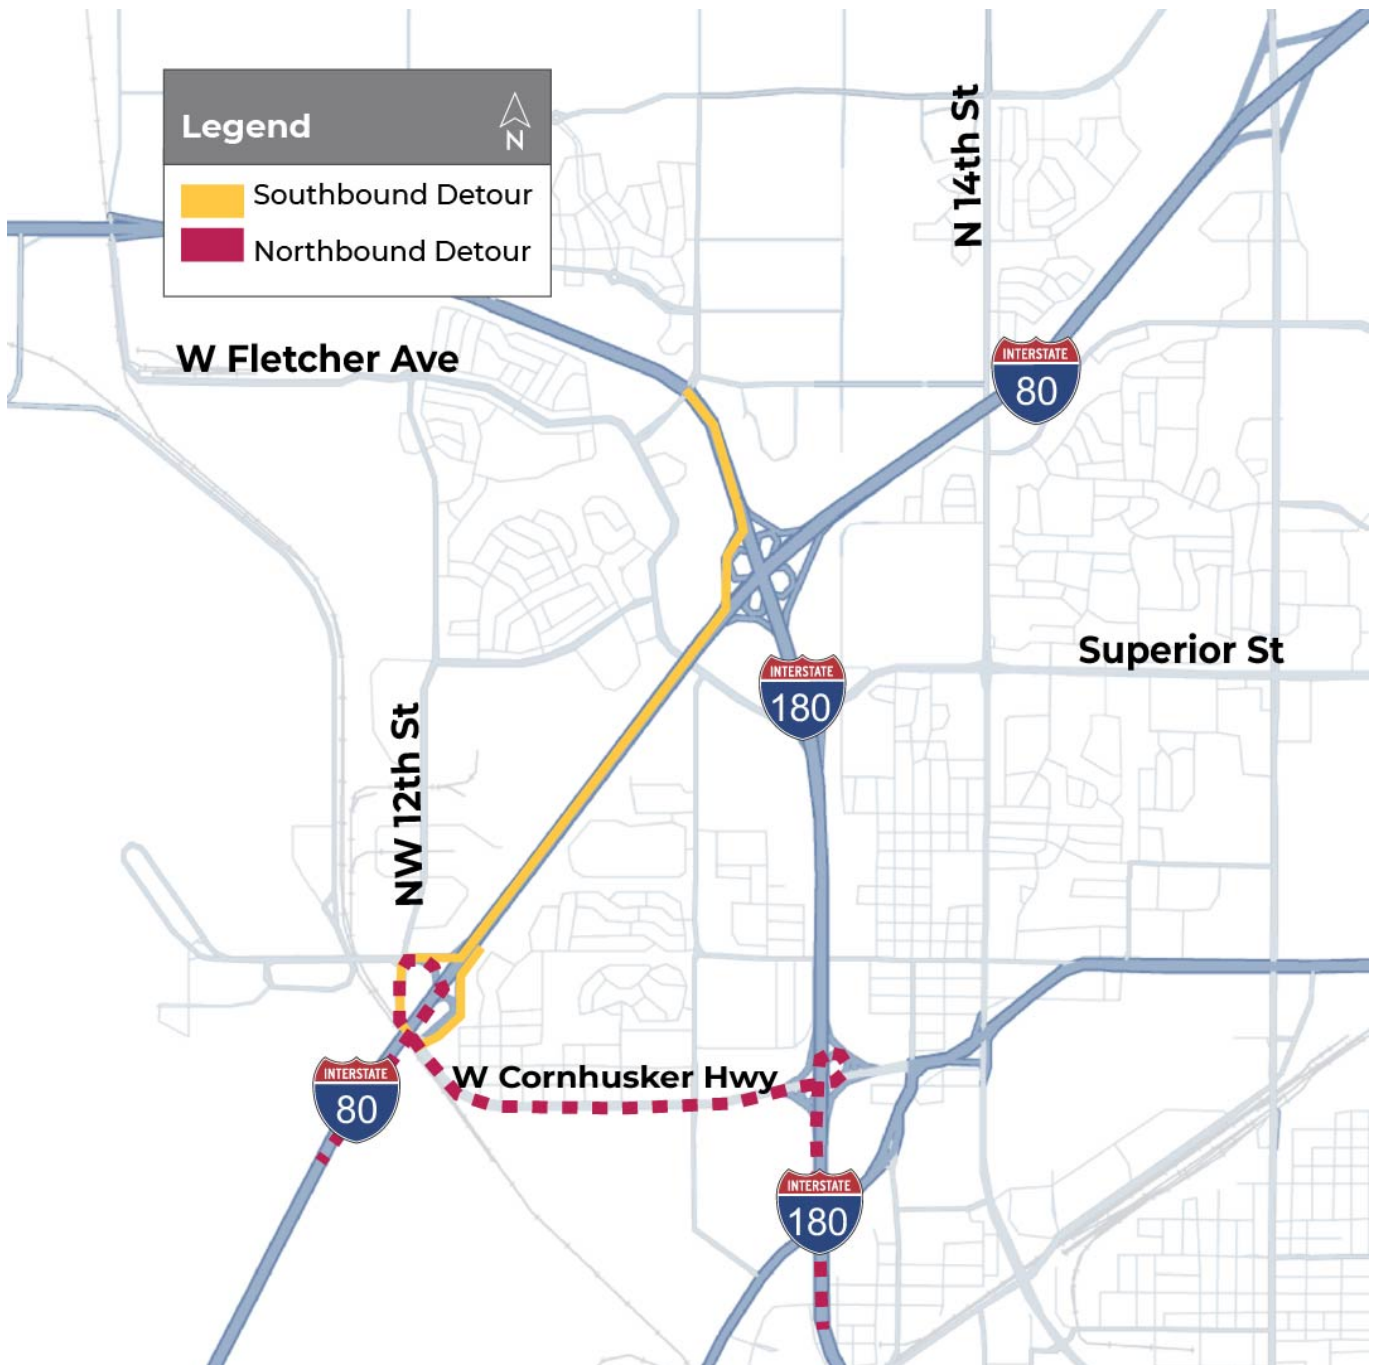 Legend
N
Southbound Detour
Northbound Detour
N 14th St
W Fletcher Ave
INTERSTATE
80
Superior St
INTERSTATE
180
NW 12th St
INTERSTATE
80
W Cornhusker Hwy
INTERSTATE
180